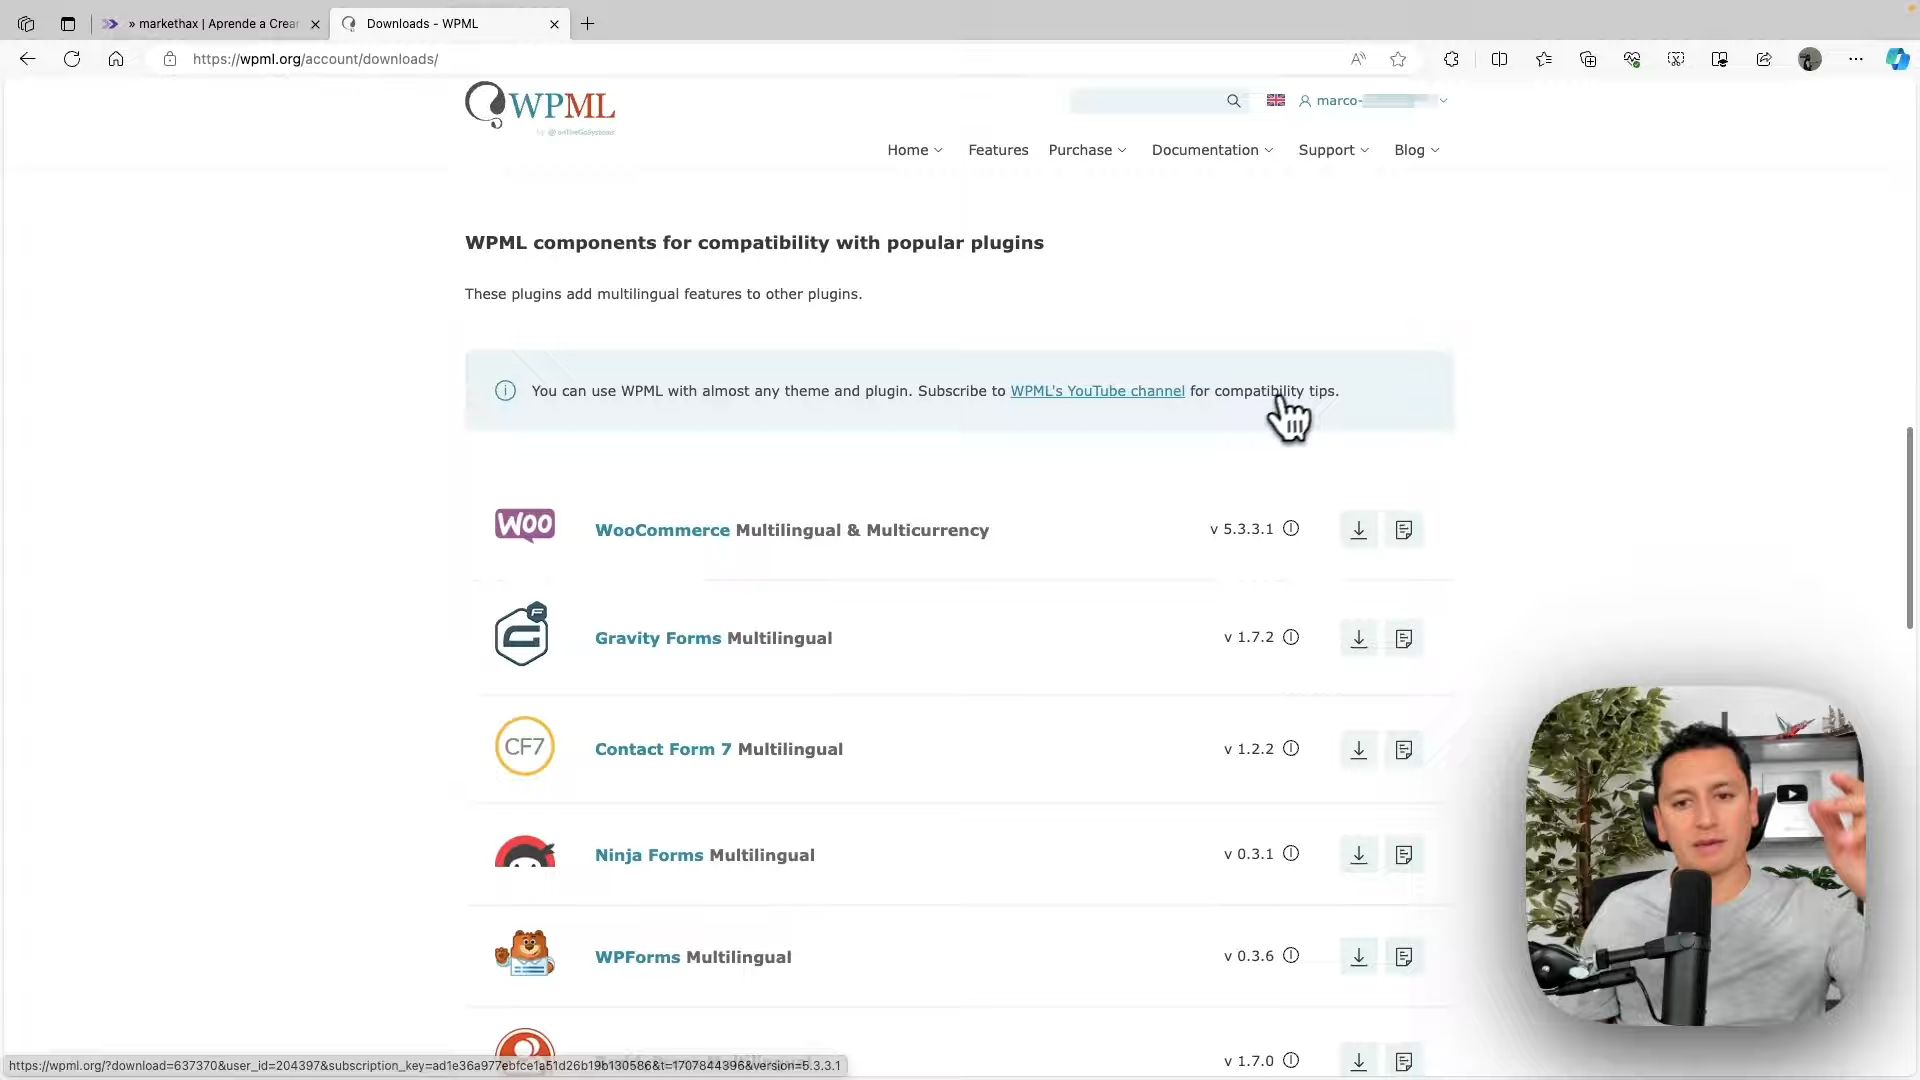 » markethax | Aprende a Crear
Downloads - WPML
https://wpml.org/account/downloads/
WPML
by OnTheGoSystems
marco-
Home
Features
Purchase
Documentation
Support
Blog
WPML components for compatibility with popular plugins
These plugins add multilingual features to other plugins.
You can use WPML with almost any theme and plugin. Subscribe to WPML's YouTube channel for compatibility tips.
WOO
WooCommerce Multilingual & Multicurrency
v 5.3.3.1
Gravity Forms Multilingual
v 1.7.2
CF7
Contact Form 7 Multilingual
v 1.2.2
Ninja Forms Multilingual
v 0.3.1
WPForms Multilingual
v 0.3.6
v 1.7.0
https://wpml.org/?download=637370&user_id=204397&subscription_key=ad1e36a977ebfce1a51d26b19b130586&t=1707844396&version=5.3.3.1